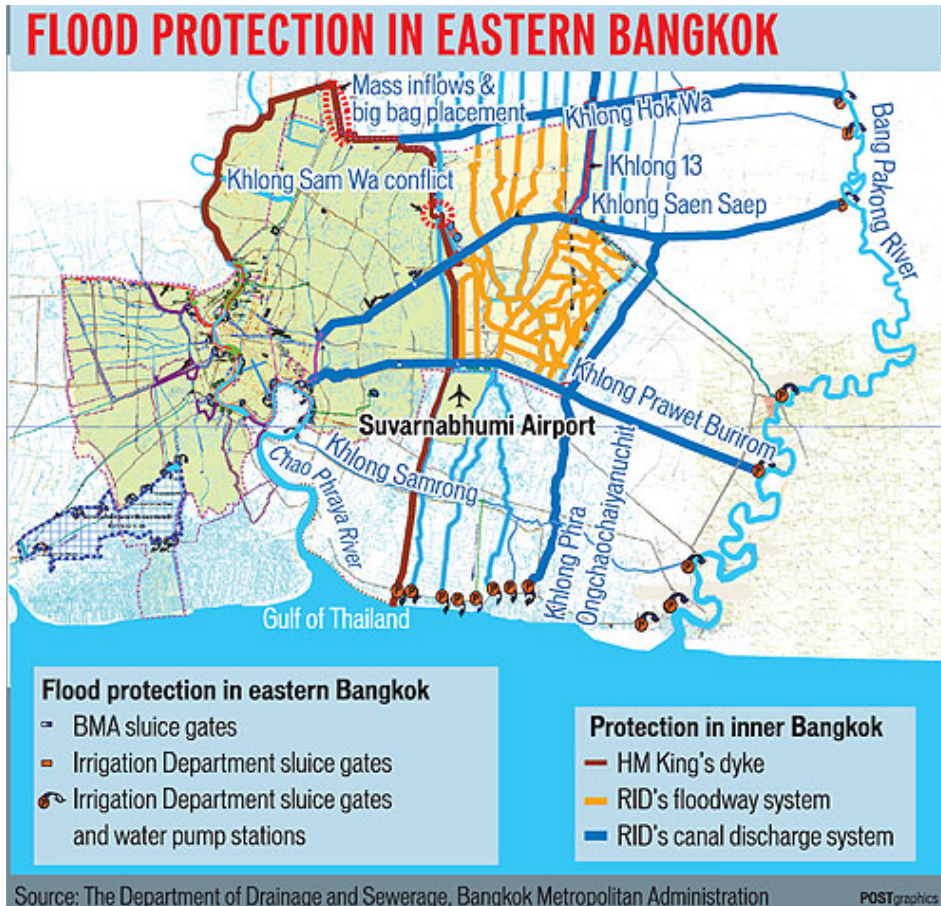 FLOOD PROTECTION IN EASTERN BANGKOK
Mass inflows &
big bag placement
Khlong Hok Wa
Bang Pakong River
Khlong 13
Khlong Sam Wa conflict
Khlong Saen Saep
Khlong Prawet Burirom
Suvarnabhumi Airport
Khlong Samrong
Chao Phraya River
Khlong Phra
Ongchaochaiyanuchit
Gulf of Thailand
Flood protection in eastern Bangkok
BMA sluice gates
Irrigation Department sluice gates
Irrigation Department sluice gates
and water pump stations
Protection in inner Bangkok
HM King's dyke
RID's floodway system
RID's canal discharge system
Source: The Department of Drainage and Sewerage, Bangkok Metropolitan Administration
POSTgraphics